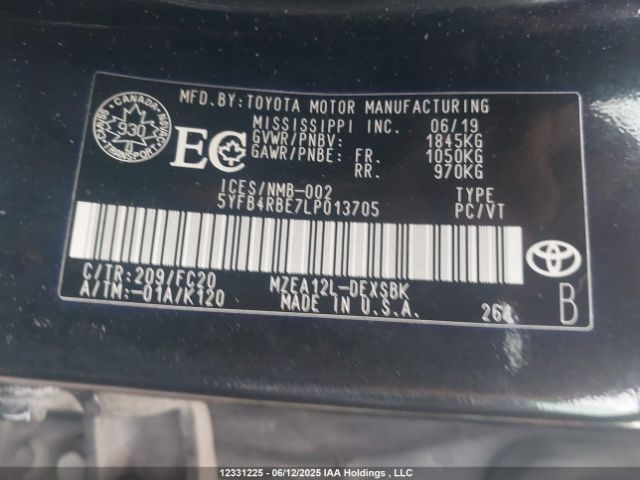 MFD.BY:TOYOTA MOTOR MANUFACTURING
MISSISSIPPI INC. 06/19
GVWR/PNBV: 1845KG
GAWR/PNBE: FR. 1050KG
RR. 970KG
CANADA
930
TRANSPORT
EC
ICES/NMB-002 TYPE
5YFB4RBE7LP013705 PC/VT
C/TR:209/FC20 MZEA12L-DEXSBK
A/TM:-01A/K120 MADE IN U.S.A.
B
12331225 - 06/12/2025 IAA Holdings , LLC